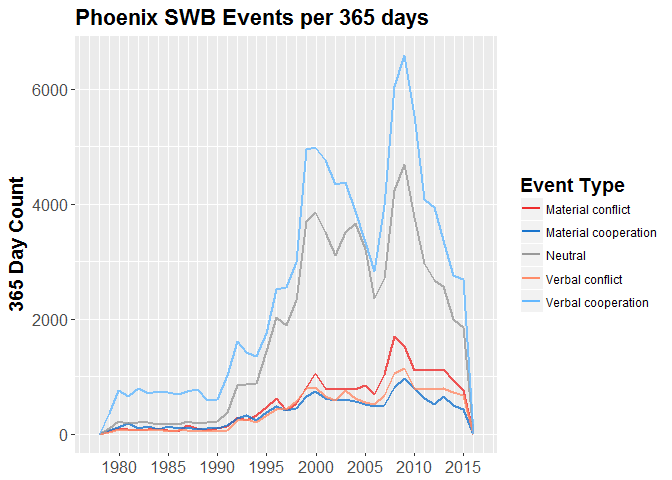 Phoenix SWB Events per 365 days
365 Day Count
6000
4000
2000
0
1980 1985 1990 1995 2000 2005 2010 2015
Event Type
Material conflict
Material cooperation
Neutral
Verbal conflict
Verbal cooperation